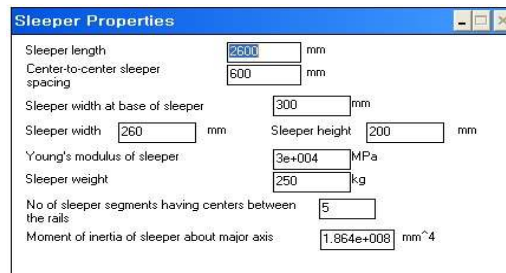 Sleeper Properties
Sleeper length 2600 mm
Center-to-center sleeper
spacing 600 mm
Sleeper width at base of sleeper 300 mm
Sleeper width 260 mm Sleeper height 200 mm
Young's modulus of sleeper 3e+004 MPa
Sleeper weight 250 kg
No of sleeper segments having centers between
the rails 5
Moment of inertia of sleeper about major axis 1.864e+008 mm^4